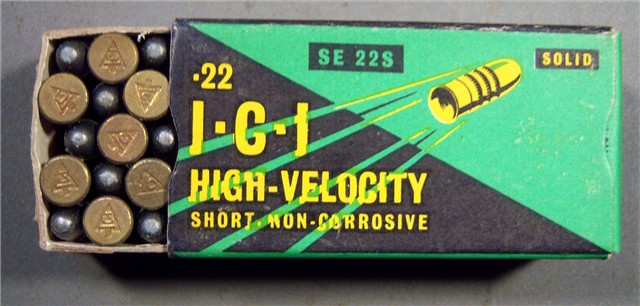 SE 22S
SOLID
.22
I·C·I
HIGH-VELOCITY
SHORT·NON-CORROSIVE